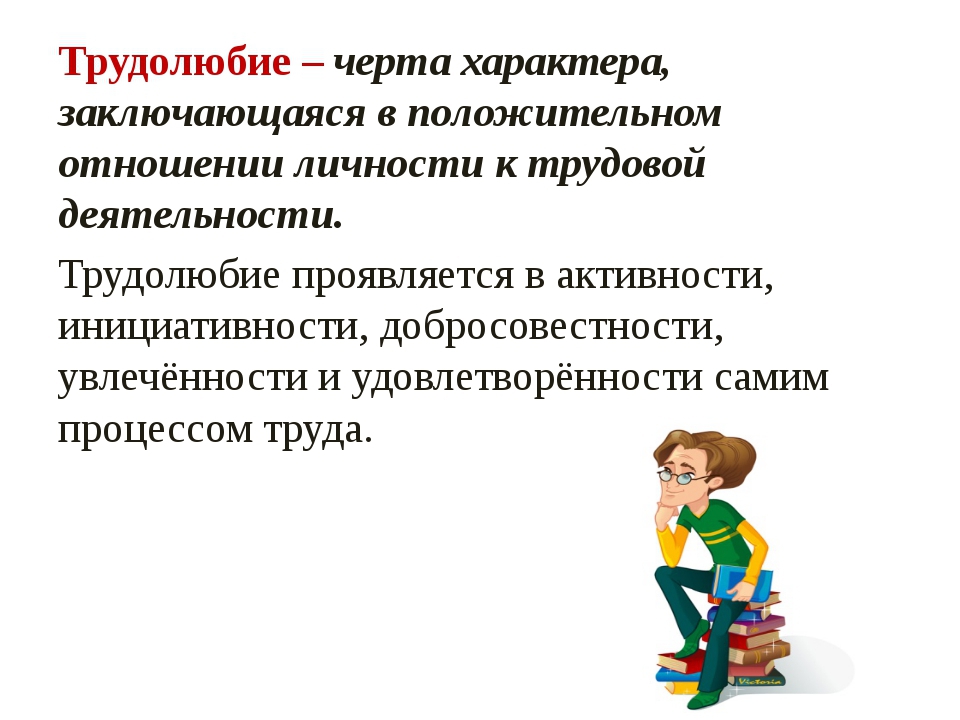 Трудолюбие – черта характера,
заключающаяся в положительном
отношении личности к трудовой
деятельности.
Трудолюбие проявляется в активности,
инициативности, добросовестности,
увлечённости и удовлетворённости самим
процессом труда.
Victoria